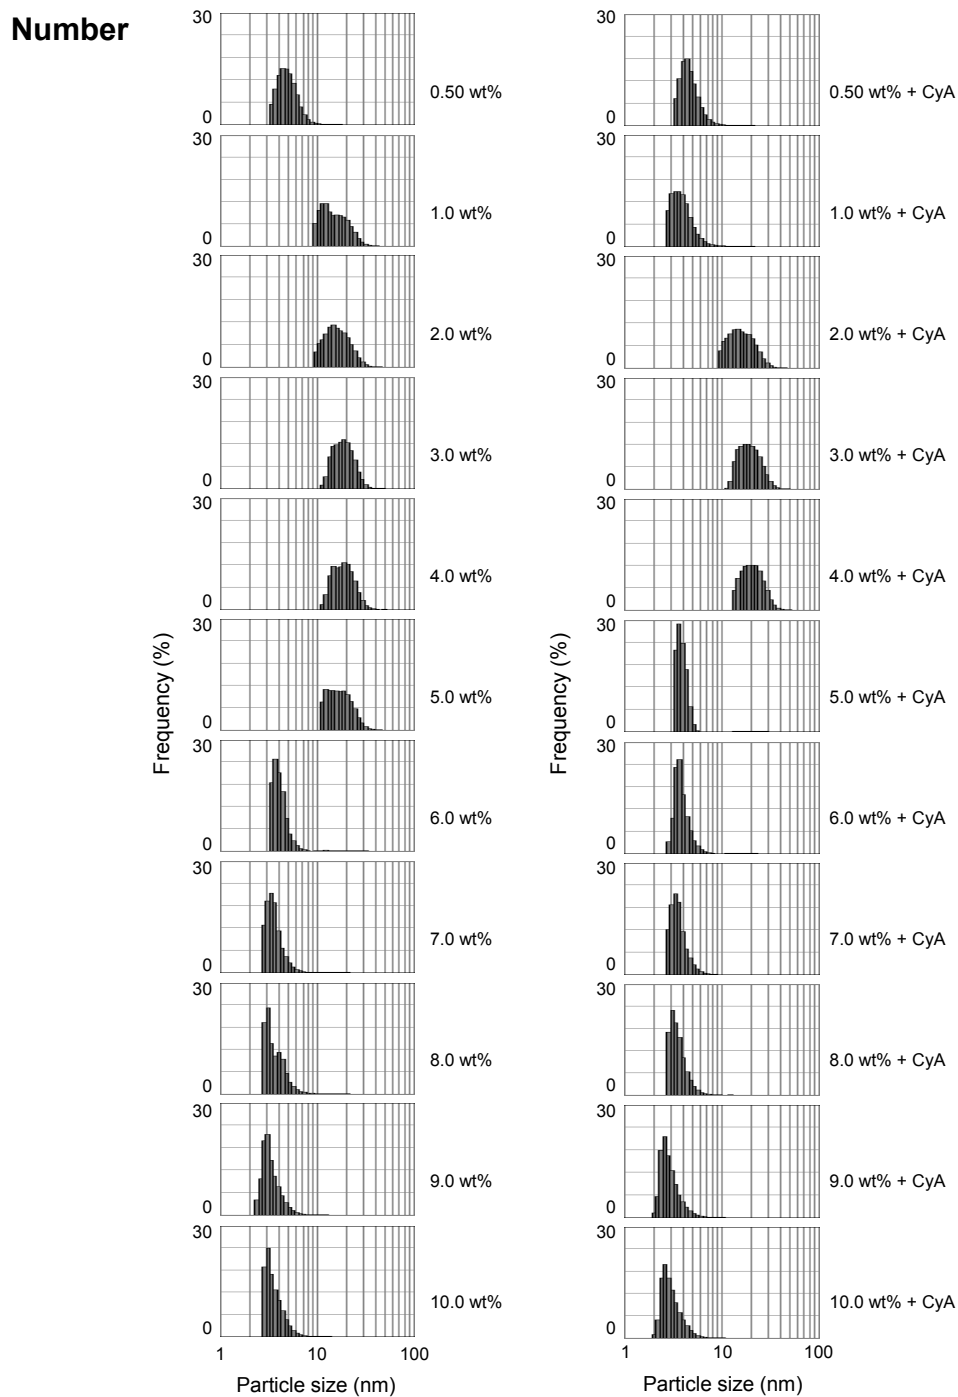 Number
30
0
0.50 wt%
30
0
1.0 wt%
30
0
2.0 wt%
30
0
3.0 wt%
30
0
4.0 wt%
30
0
5.0 wt%
30
0
6.0 wt%
30
0
7.0 wt%
30
0
8.0 wt%
30
0
9.0 wt%
30
0
10.0 wt%
Frequency (%)
1 10 100
Particle size (nm)
30
0
0.50 wt% + CyA
30
0
1.0 wt% + CyA
30
0
2.0 wt% + CyA
30
0
3.0 wt% + CyA
30
0
4.0 wt% + CyA
30
0
5.0 wt% + CyA
30
0
6.0 wt% + CyA
30
0
7.0 wt% + CyA
30
0
8.0 wt% + CyA
30
0
9.0 wt% + CyA
30
0
10.0 wt% + CyA
Frequency (%)
1 10 100
Particle size (nm)